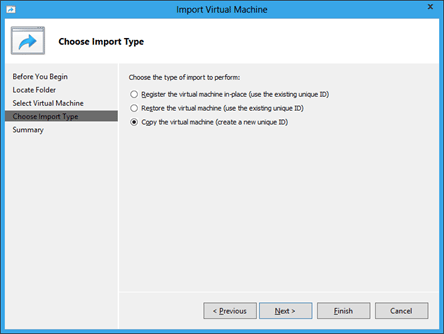 Import Virtual Machine
Choose Import Type
Before You Begin
Locate Folder
Select Virtual Machine
Choose Import Type
Summary
Choose the type of import to perform:
Register the virtual machine in-place (use the existing unique ID)
Restore the virtual machine (use the existing unique ID)
Copy the virtual machine (create a new unique ID)
< Previous
Next >
Finish
Cancel